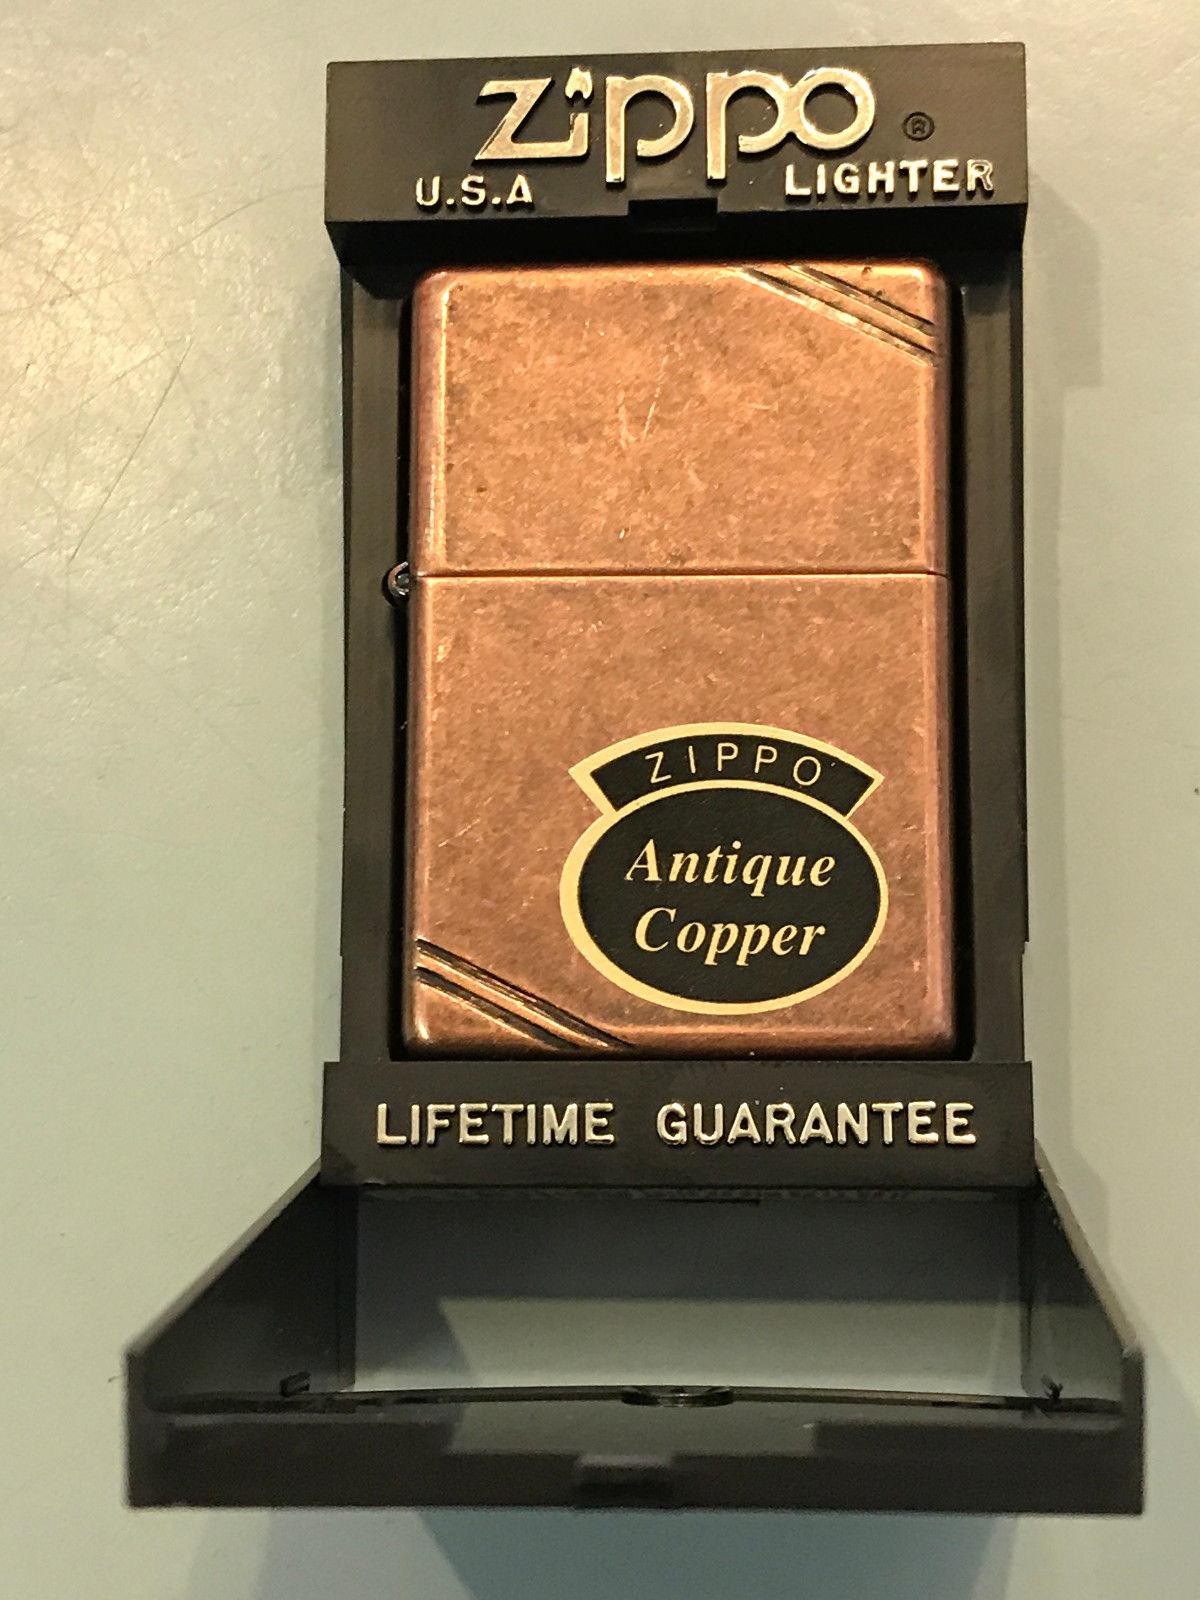 Zippo ®
U.S.A LIGHTER
ZIPPO
Antique
Copper
LIFETIME GUARANTEE